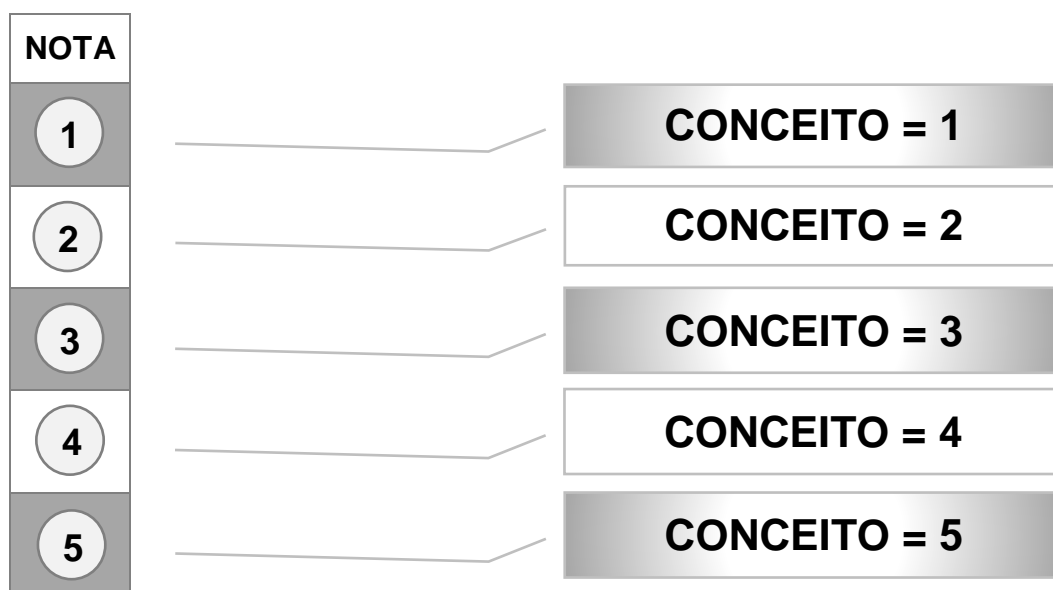 NOTA
1 CONCEITO = 1
2 CONCEITO = 2
3 CONCEITO = 3
4 CONCEITO = 4
5 CONCEITO = 5